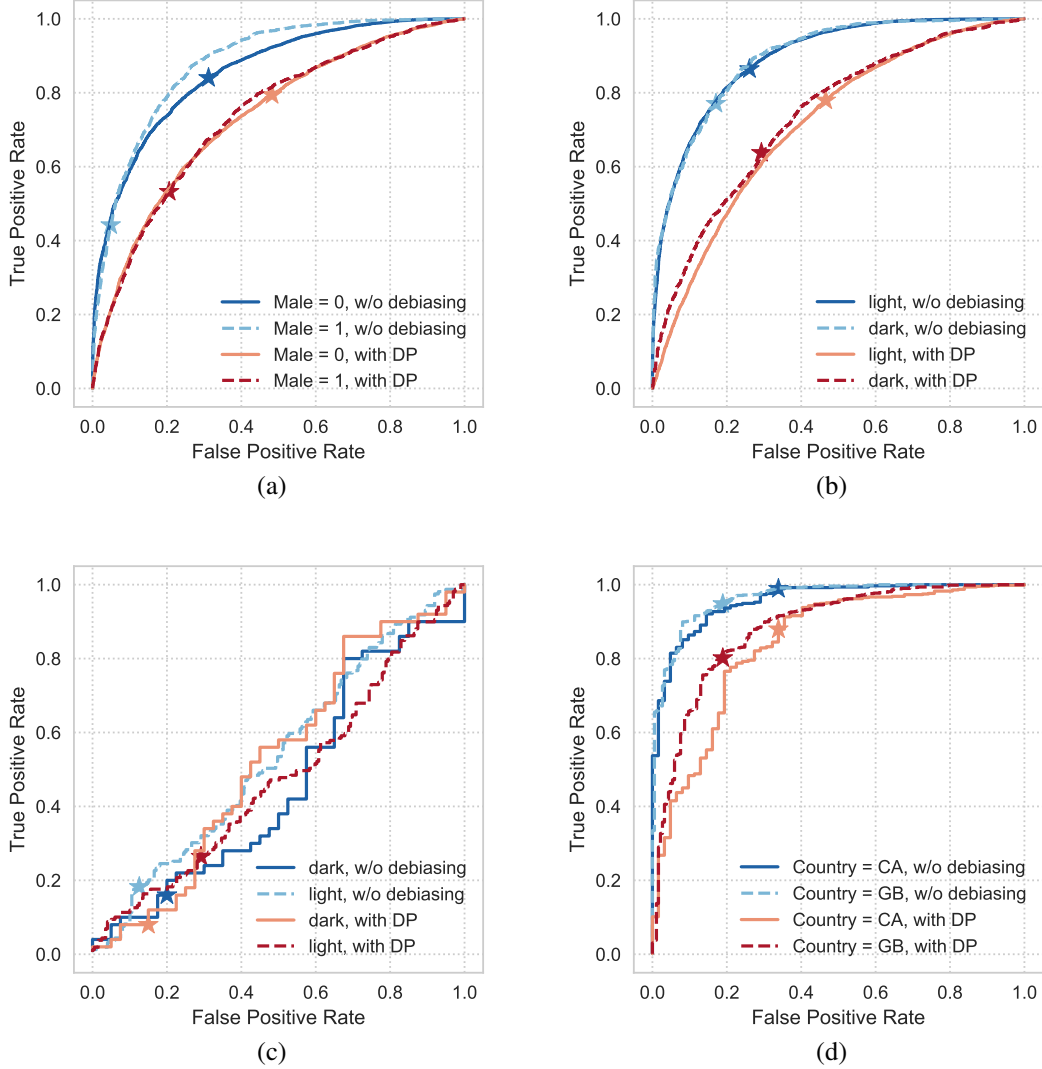 1.0
0.8
0.6
0.4
0.2
0.0
True Positive Rate
Male = 0, w/o debiasing
Male = 1, w/o debiasing
Male = 0, with DP
Male = 1, with DP
0.0 0.2 0.4 0.6 0.8 1.0
False Positive Rate
(a)
1.0
0.8
0.6
0.4
0.2
0.0
True Positive Rate
light, w/o debiasing
dark, w/o debiasing
light, with DP
dark, with DP
0.0 0.2 0.4 0.6 0.8 1.0
False Positive Rate
(b)
1.0
0.8
0.6
0.4
0.2
0.0
True Positive Rate
dark, w/o debiasing
light, w/o debiasing
dark, with DP
light, with DP
0.0 0.2 0.4 0.6 0.8 1.0
False Positive Rate
(c)
1.0
0.8
0.6
0.4
0.2
0.0
True Positive Rate
Country = CA, w/o debiasing
Country = GB, w/o debiasing
Country = CA, with DP
Country = GB, with DP
0.0 0.2 0.4 0.6 0.8 1.0
False Positive Rate
(d)